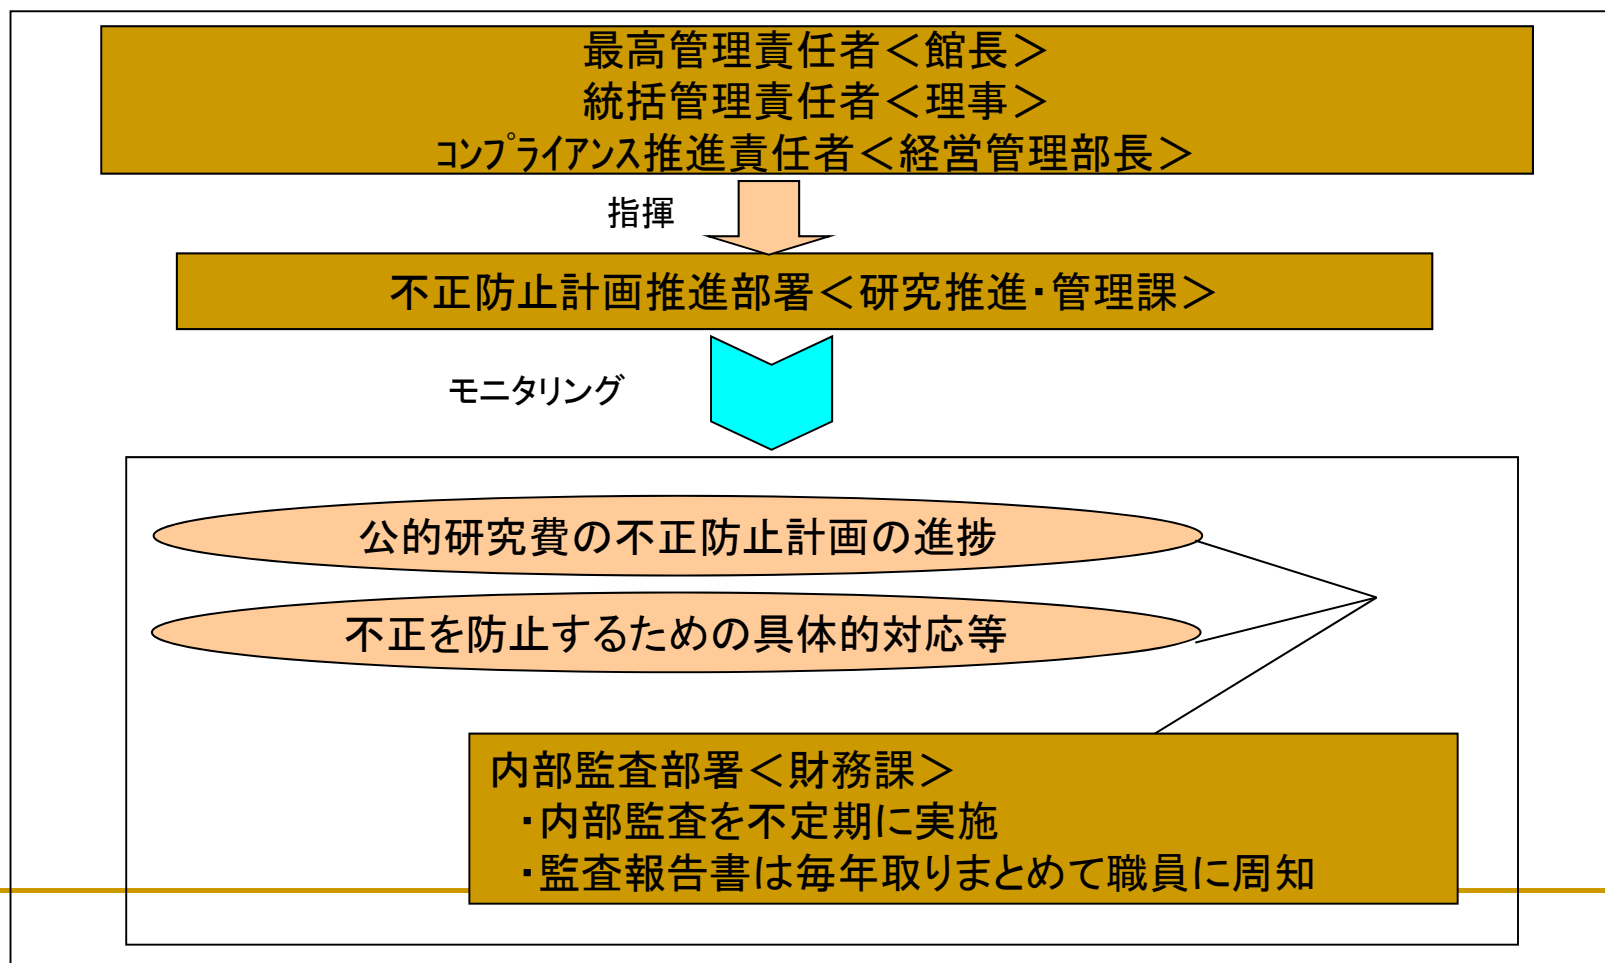 最高管理責任者＜館長＞
統括管理責任者＜理事＞
ｺﾝﾌﾟﾗｲｱﾝｽ推進責任者＜経営管理部長＞
指揮
不正防止計画推進部署＜研究推進・管理課＞
モニタリング
公的研究費の不正防止計画の進捗
不正を防止するための具体的対応等
内部監査部署＜財務課＞
・内部監査を不定期に実施
・監査報告書は毎年取りまとめて職員に周知